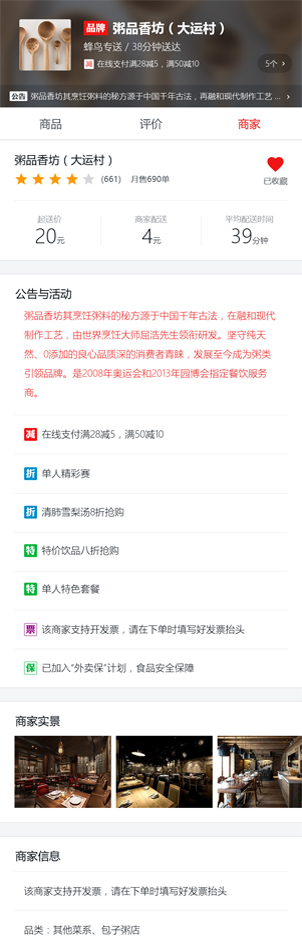 品牌 粥品香坊（大运村）
蜂鸟专送 / 38分钟送达
减 在线支付满28减5，满50减10
5个 >
公告 粥品香坊其烹饪粥料的秘方源于中国千年古法，再融和现代制作工艺 ... >
商品 评价 商家
粥品香坊（大运村）
(661) 月售690单
已收藏
起送价 商家配送 平均配送时间
20元 4元 39分钟
公告与活动
粥品香坊其烹饪粥料的秘方源于中国千年古法，在融和现代
制作工艺，由世界烹饪大师屈浩先生领衔研发。坚守纯天
然、0添加的良心品质深的消费者青睐，发展至今成为粥类
引领品牌。是2008年奥运会和2013年园博会指定餐饮服务
商。
减 在线支付满28减5，满50减10
折 单人精彩赛
折 清肺雪梨汤8折抢购
特 特价饮品八折抢购
特 单人特色套餐
票 该商家支持开发票，请在下单时填写好发票抬头
保 已加入“外卖保”计划，食品安全保障
商家实景
商家信息
该商家支持开发票，请在下单时填写好发票抬头
品类：其他菜系、包子粥店